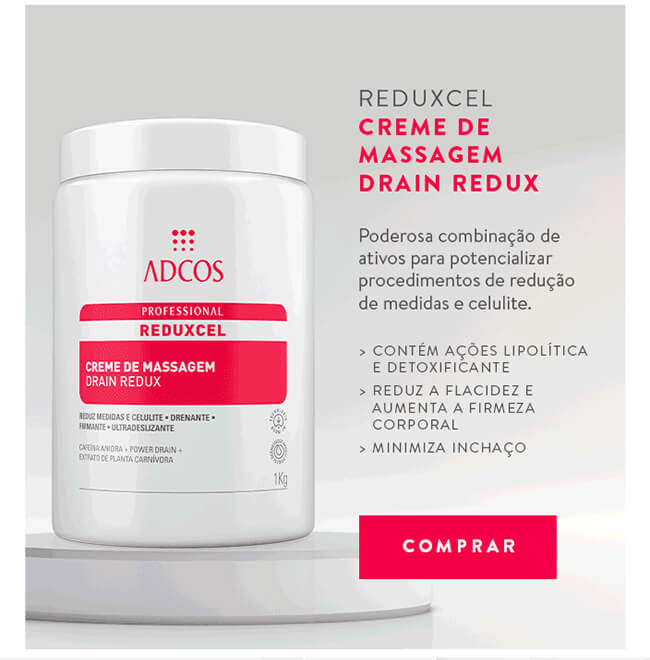 REDUXCEL
CREME DE
MASSAGEM
DRAIN REDUX
Poderosa combinação de
ativos para potencializar
procedimentos de redução
de medidas e celulite.
> CONTÉM AÇÕES LIPOLÍTICA
E DETOXIFICANTE
> REDUZ A FLACIDEZ E
AUMENTA A FIRMEZA
CORPORAL
> MINIMIZA INCHAÇO
COMPRAR
ADCOS
PROFESSIONAL
REDUXCEL
CREME DE MASSAGEM
DRAIN REDUX
REDUZ MEDIDAS E CELULITE • DRENANTE •
FIRMANTE • ULTRADESLIZANTE
CAFEÍNA ANIDRA + POWER DRAIN +
EXTRATO DE PLANTA CARNÍVORA
1Kg